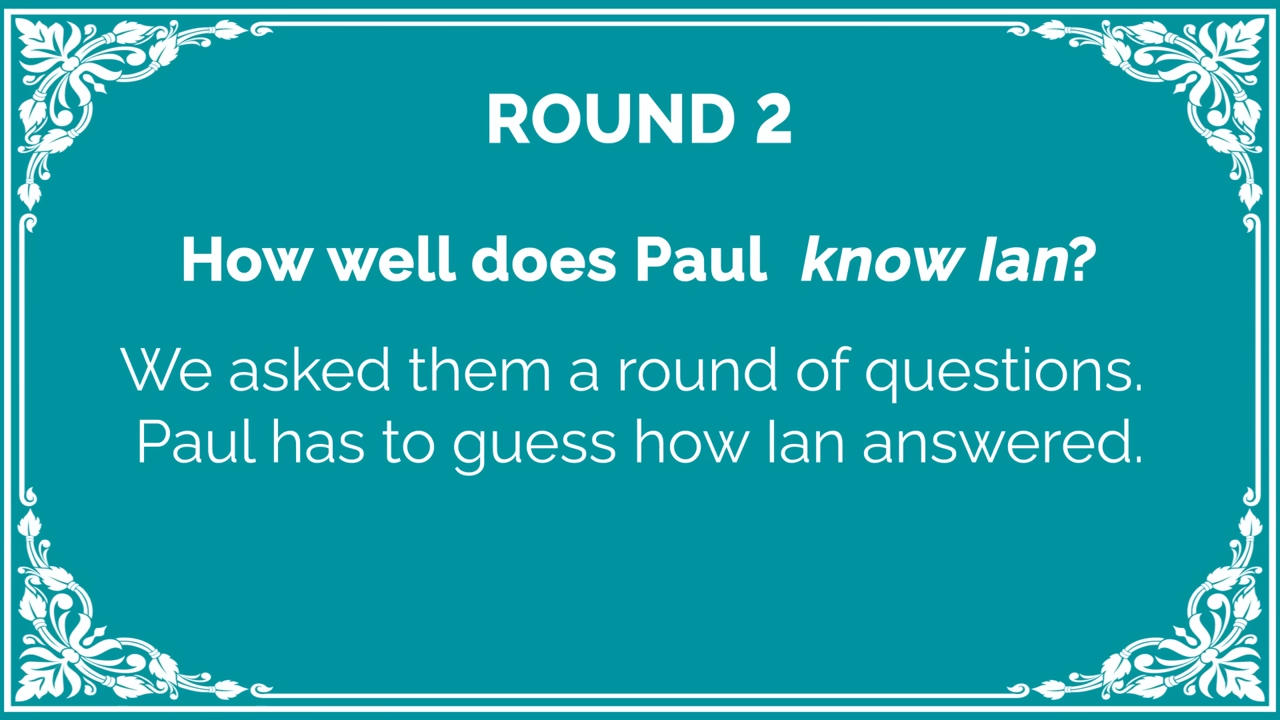 ROUND 2
How well does Paul know Ian?
We asked them a round of questions.
Paul has to guess how Ian answered.